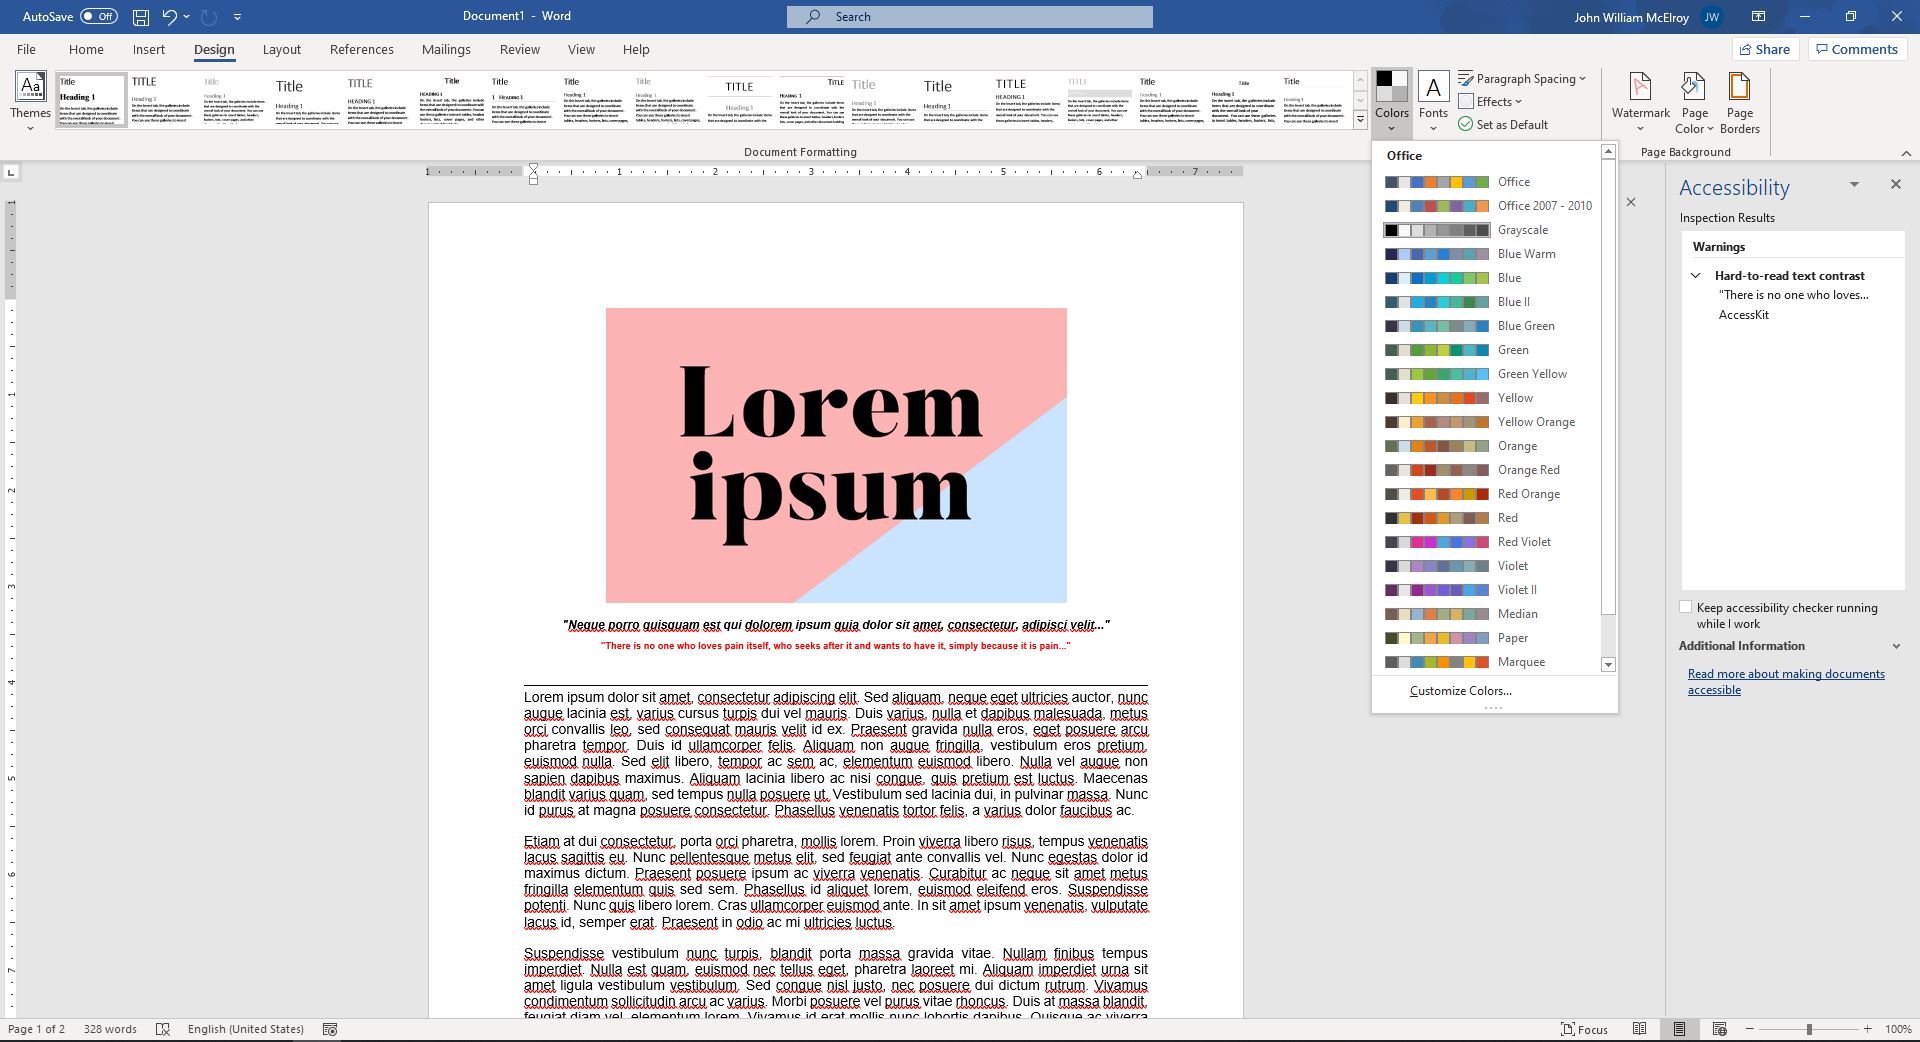 AutoSave Off
Document1 - Word
Search
John William McElroy JW
File Home Insert Design Layout References Mailings Review View Help
Share Comments
Themes
Colors
Fonts
Paragraph Spacing
Effects
Set as Default
Watermark
Page Color
Page Borders
Document Formatting
Page Background
Office
Office
Office 2007 - 2010
Grayscale
Blue Warm
Blue
Blue II
Blue Green
Green
Green Yellow
Yellow
Yellow Orange
Orange
Orange Red
Red Orange
Red
Red Violet
Violet
Violet II
Median
Paper
Marquee
Customize Colors...
Accessibility
Inspection Results
Warnings
Hard-to-read text contrast
"There is no one who loves...
AccessKit
Keep accessibility checker running
while I work
Additional Information
Read more about making documents
accessible
Lorem
ipsum
"Neque porro quisquam est qui dolorem ipsum quia dolor sit amet, consectetur, adipisci velit..."
"There is no one who loves pain itself, who seeks after it and wants to have it, simply because it is pain..."
Lorem ipsum dolor sit amet, consectetur adipiscing elit. Sed aliquam, neque eget ultricies auctor, nunc
augue lacinia est, varius cursus turpis dui vel mauris. Duis varius, nulla et dapibus malesuada, metus
orci convallis leo, sed consequat mauris velit id ex. Praesent gravida nulla eros, eget posuere arcu
pharetra tempor. Duis id ullamcorper felis. Aliquam non augue fringilla, vestibulum eros pretium,
euismod nulla. Sed elit libero, tempor ac sem ac, elementum euismod libero. Nulla vel augue non
sapien dapibus maximus. Aliquam lacinia libero ac nisi congue, quis pretium est luctus. Maecenas
blandit varius quam, sed tempus nulla posuere ut. Vestibulum sed lacinia dui, in pulvinar massa. Nunc
id purus at magna posuere consectetur. Phasellus venenatis tortor felis, a varius dolor faucibus ac.
Etiam at dui consectetur, porta orci pharetra, mollis lorem. Proin viverra libero risus, tempus venenatis
lacus sagittis eu. Nunc pellentesque metus elit, sed feugiat ante convallis vel. Nunc egestas dolor id
maximus dictum. Praesent posuere ipsum ac viverra venenatis. Curabitur ac neque sit amet metus
fringilla elementum quis sed sem. Phasellus id aliquet lorem, euismod eleifend eros. Suspendisse
potenti. Nunc quis libero lorem. Cras ullamcorper euismod ante. In sit amet ipsum venenatis, vulputate
lacus id, semper erat. Praesent in odio ac mi ultricies luctus.
Suspendisse vestibulum nunc turpis, blandit porta massa gravida vitae. Nullam finibus tempus
imperdiet. Nulla est quam, euismod nec tellus eget, pharetra laoreet mi. Aliquam imperdiet urna sit
amet ligula vestibulum vestibulum. Sed congue nisl justo, nec posuere dui dictum rutrum. Vivamus
condimentum sollicitudin arcu ac varius. Morbi posuere vel purus vitae rhoncus. Duis at massa blandit,
feugiat diam vel, elementum lorem. Vivamus id erat mollis nunc lobortis dapibus. Quisque ac viverra
Page 1 of 2 328 words English (United States)
Focus 100%